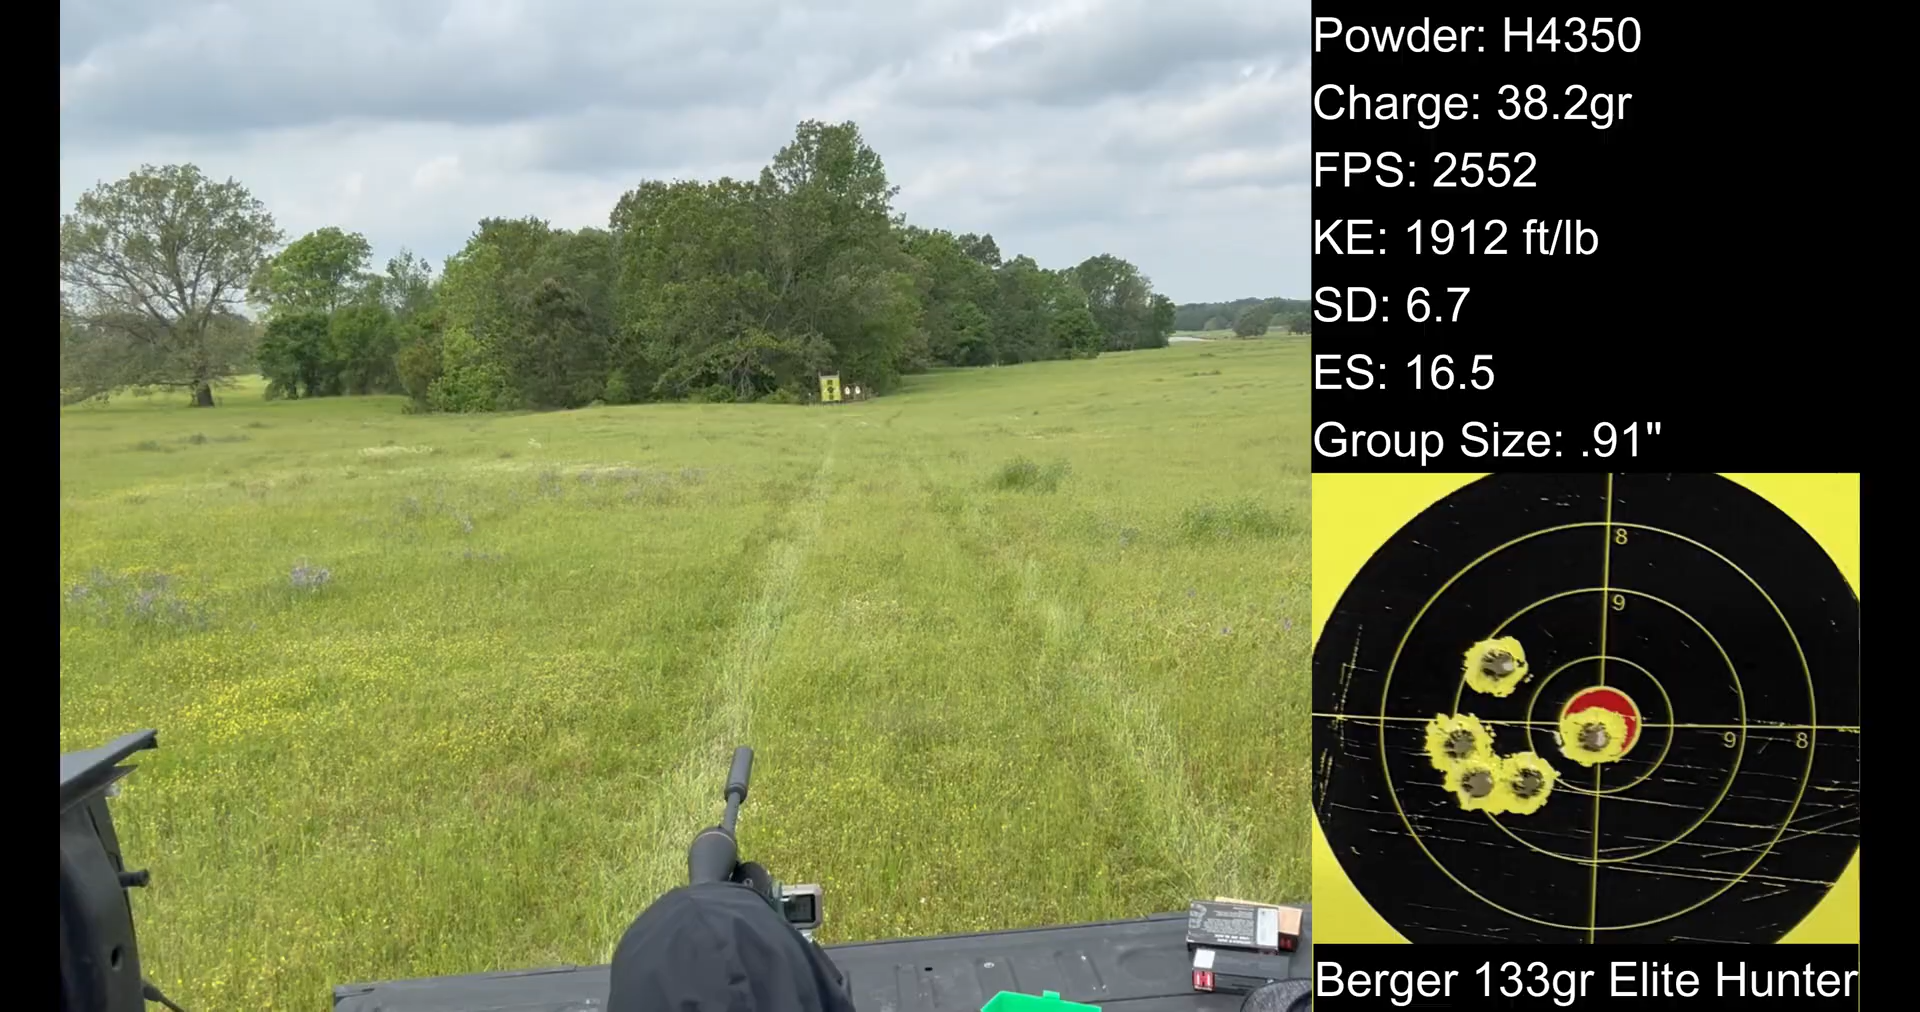 Powder: H4350
Charge: 38.2gr
FPS: 2552
KE: 1912 ft/lb
SD: 6.7
ES: 16.5
Group Size: .91"
8
9
9 8
Berger 133gr Elite Hunter